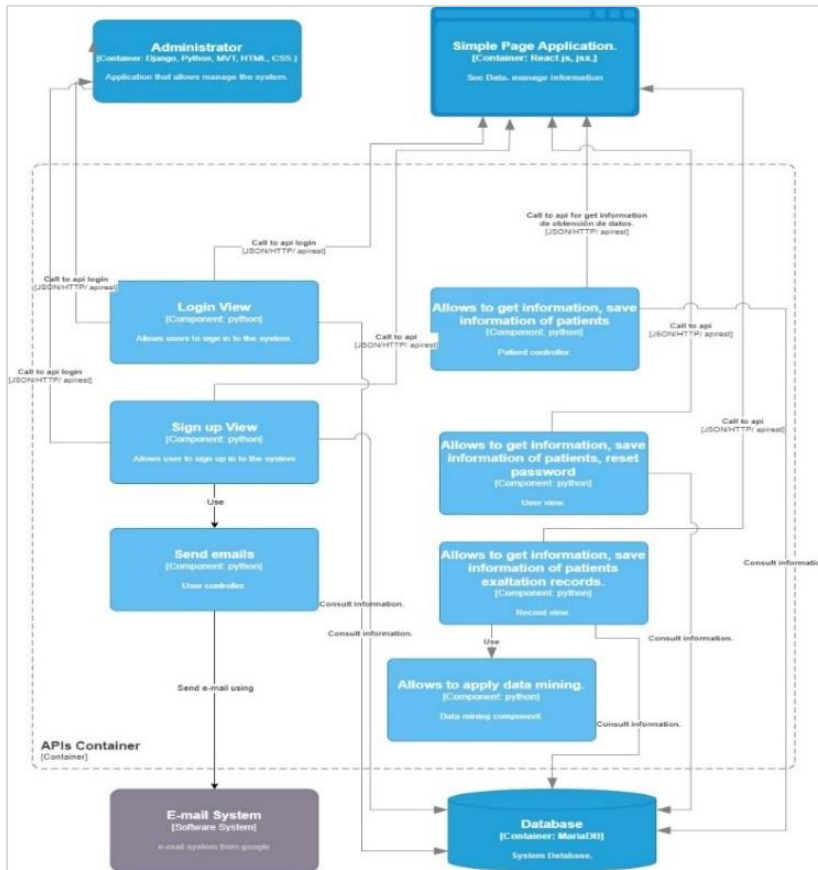 Administrator
[Container: Django, Python, MVT, HTML, CSS.]
Application that allows manage the system.
Simple Page Application.
[Container: React js, jsx.]
See Data. manage information
Call to api for get information
de obtención de datos.
[JSON/HTTP/ apirest]
Call to api login
[JSON/HTTP/ apirest]
Call to api login
[JSON/HTTP/ apirest]
Login View
[Component: python]
Allows users to sign in to the system.
Allows to get information, save
information of patients
[Component: python]
Patient controller.
Call to api
[JSON/HTTP/ apirest]
Call to api
[JSON/HTTP/ apirest]
Call to api login
[JSON/HTTP/ apirest]
Sign up View
[Component: python]
Allows user to sign up in to the system
Call to api
[JSON/HTTP/ apirest]
Allows to get information, save
information of patients, reset
password
[Component: python]
User view.
Use
Send emails
[Component: python]
User controller.
Allows to get information, save
information of patients
exaltation records.
[Component: python]
Record view.
Consult information.
Consult information.
Consult information.
Consult information.
Use
Allows to apply data mining.
[Component: python]
Data mining component.
Send e-mail using
Consult information.
APIs Container
[Container]
E-mail System
[Software System]
e-mail system from google
Database
[Container: MariaDB]
System Database.